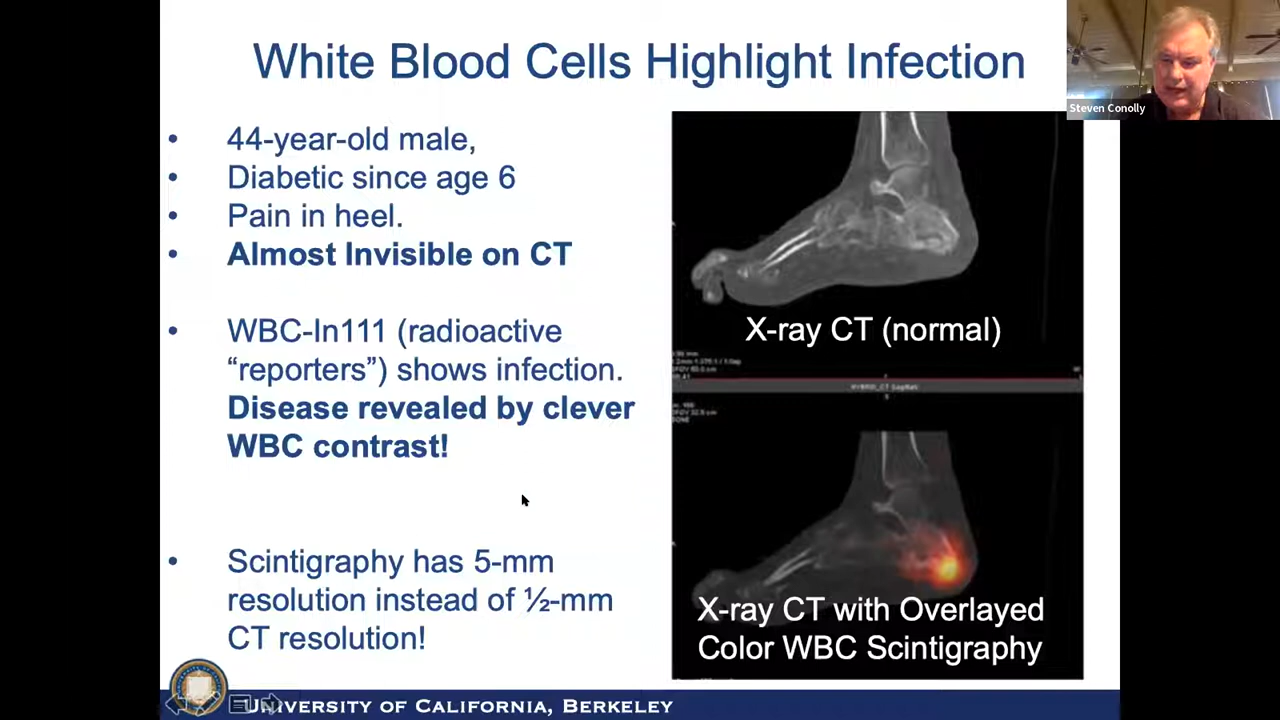 White Blood Cells Highlight Infection
Steven Conolly
• 44-year-old male,
• Diabetic since age 6
• Pain in heel.
• Almost Invisible on CT
• WBC-In111 (radioactive
“reporters”) shows infection.
Disease revealed by clever
WBC contrast!
• Scintigraphy has 5-mm
resolution instead of ½-mm
CT resolution!
X-ray CT (normal)
X-ray CT with Overlayed
Color WBC Scintigraphy
UNIVERSITY OF CALIFORNIA, BERKELEY